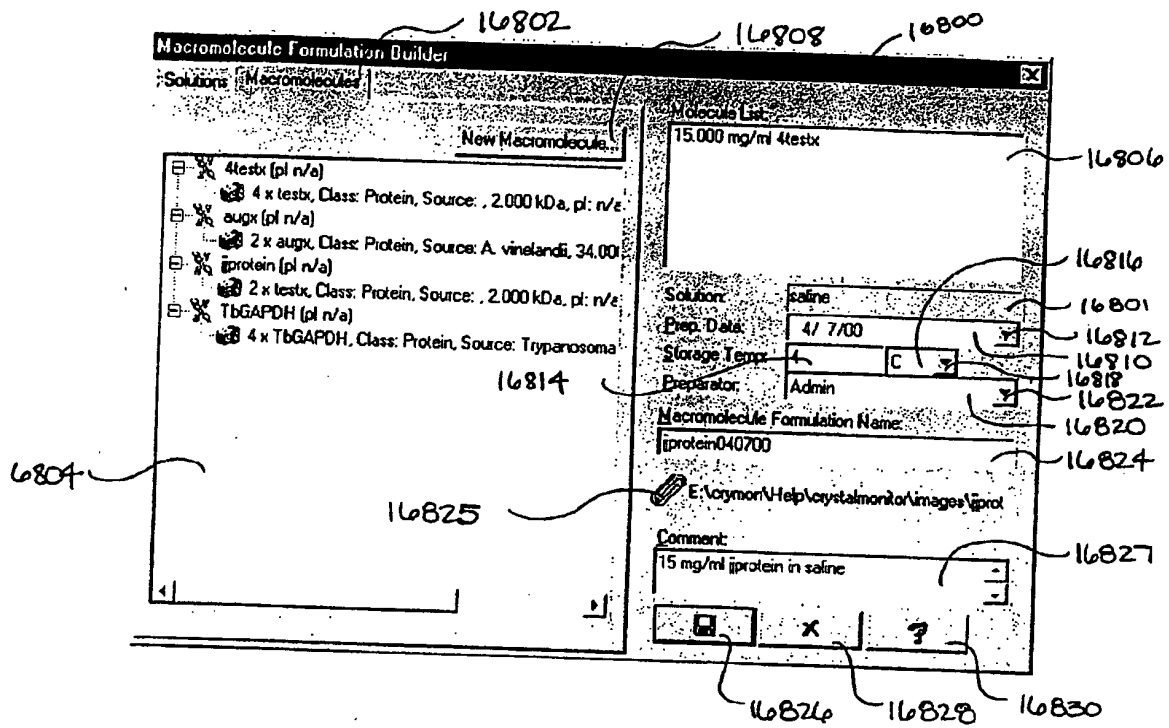 16802
16808
16800
Macromolecule Formulation Builder
Solutions Macromolecules
New Macromolecule...
4testx (pI n/a)
4 x testx, Class: Protein, Source: , 2.000 kDa, pI: n/a
augx (pI n/a)
2 x augx, Class: Protein, Source: A. vinelandii, 34.00
jjprotein (pI n/a)
2 x testx, Class: Protein, Source: , 2.000 kDa, pI: n/a
TbGAPDH (pI n/a)
4 x TbGAPDH, Class: Protein, Source: Trypanosoma
6804
Molecule List:
15.000 mg/ml 4testx
16806
16816
Solution: saline
16801
Prep. Date: 4/ 7/00
16812
16810
Storage Temp: 4 C
16818
16814
Preparator: Admin
16822
16820
Macromolecule Formulation Name:
jjprotein040700
16824
16825
E:\crymon\Help\crystalmonitor\images\jjprot
Comment:
15 mg/ml jjprotein in saline
16827
X ?
16826
16828
16830